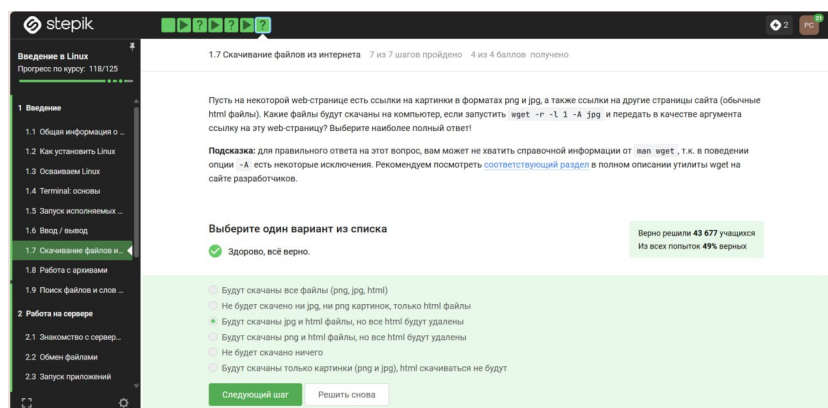 stepik
2
PC
21
Введение в Linux
Прогресс по курсу: 118/125
1 Введение
1.1 Общая информация о ...
1.2 Как установить Linux
1.3 Осваиваем Linux
1.4 Terminal: основы
1.5 Запуск исполняемых ...
1.6 Ввод / вывод
1.7 Скачивание файлов и...
1.8 Работа с архивами
1.9 Поиск файлов и слов ...
2 Работа на сервере
2.1 Знакомство с сервер...
2.2 Обмен файлами
2.3 Запуск приложений
1.7 Скачивание файлов из интернета 7 из 7 шагов пройдено 4 из 4 баллов получено
Пусть на некоторой web-странице есть ссылки на картинки в форматах png и jpg, а также ссылки на другие страницы сайта (обычные
html файлы). Какие файлы будут скачаны на компьютер, если запустить wget -r -l 1 -A jpg и передать в качестве аргумента
ссылку на эту web-страницу? Выберите наиболее полный ответ!
Подсказка: для правильного ответа на этот вопрос, вам может не хватить справочной информации от man wget, т.к. в поведении
опции -A есть некоторые исключения. Рекомендуем посмотреть соответствующий раздел в полном описании утилиты wget на
сайте разработчиков.
Выберите один вариант из списка
Здорово, всё верно.
Верно решили 43 677 учащихся
Из всех попыток 49% верных
Будут скачаны все файлы (png, jpg, html)
Не будет скачено ни jpg, ни png картинок, только html файлы
Будут скачаны jpg и html файлы, но все html будут удалены
Будут скачаны png и html файлы, но все html будут удалены
Не будет скачано ничего
Будут скачаны только картинки (png и jpg), html скачиваться не будут
Следующий шаг
Решить снова